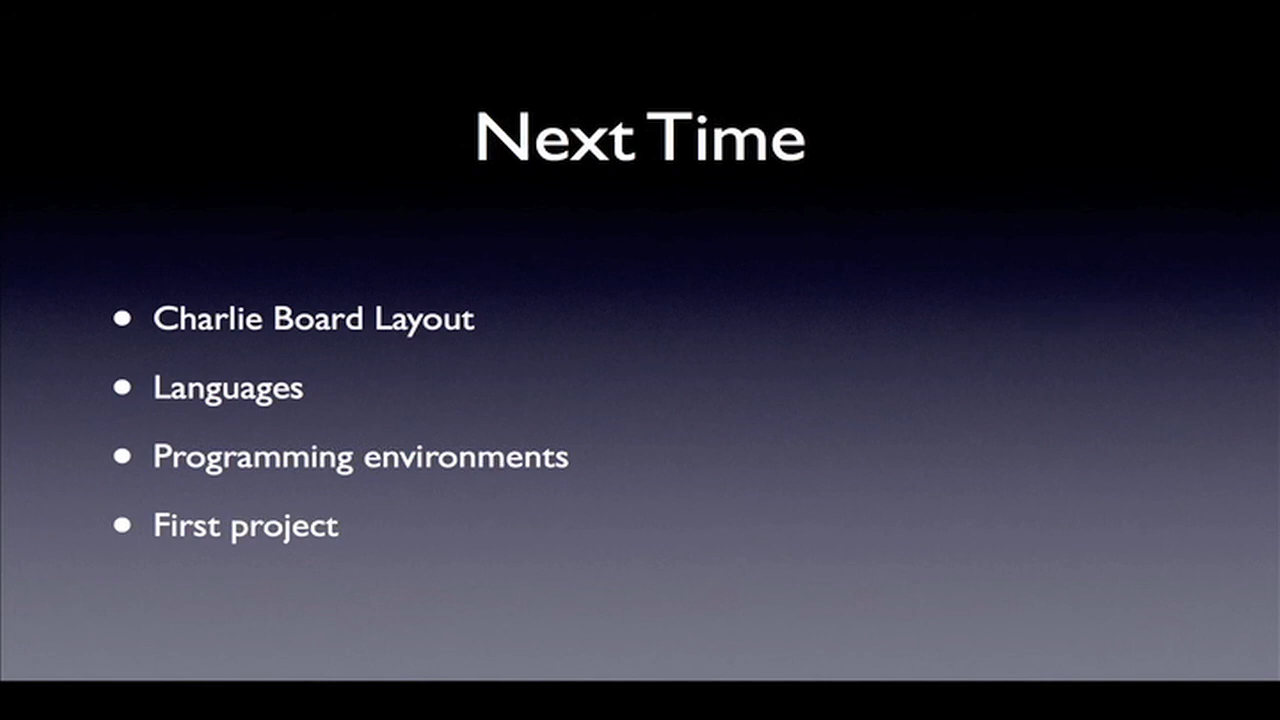 Next Time
• Charlie Board Layout
• Languages
• Programming environments
• First project